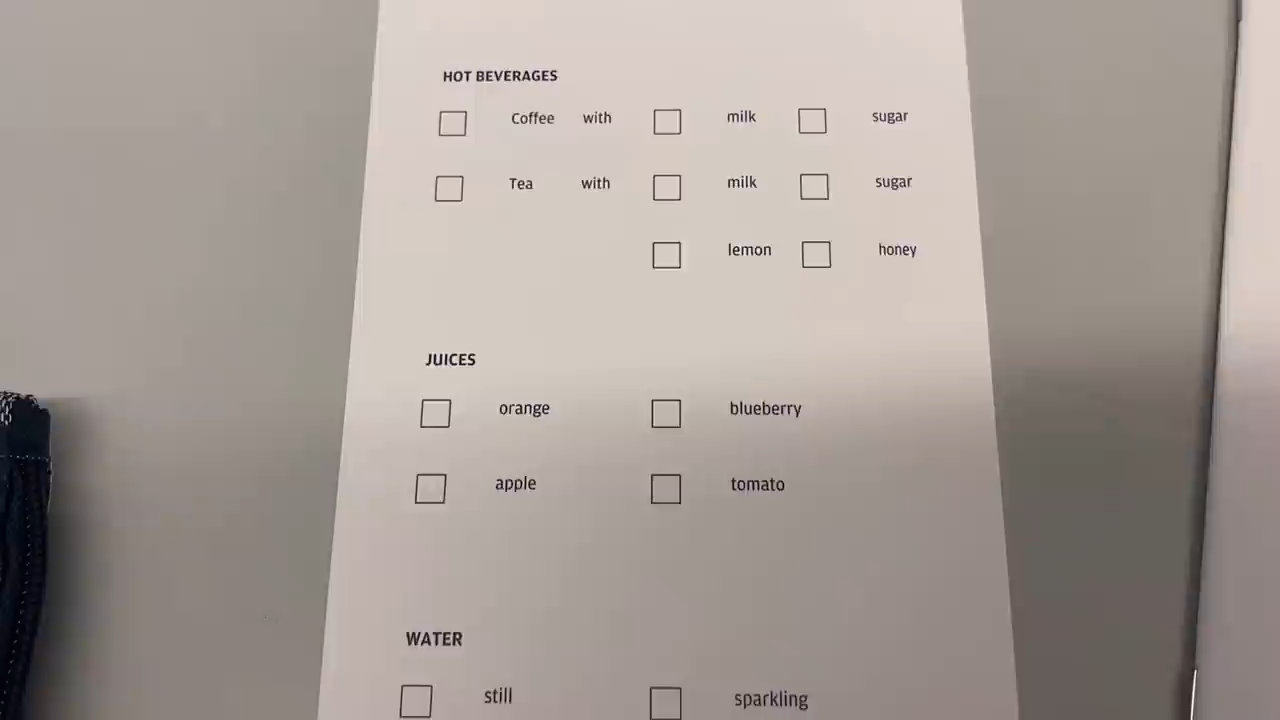 HOT BEVERAGES
Coffee with milk sugar
Tea with milk sugar
lemon honey
JUICES
orange blueberry
apple tomato
WATER
still sparkling